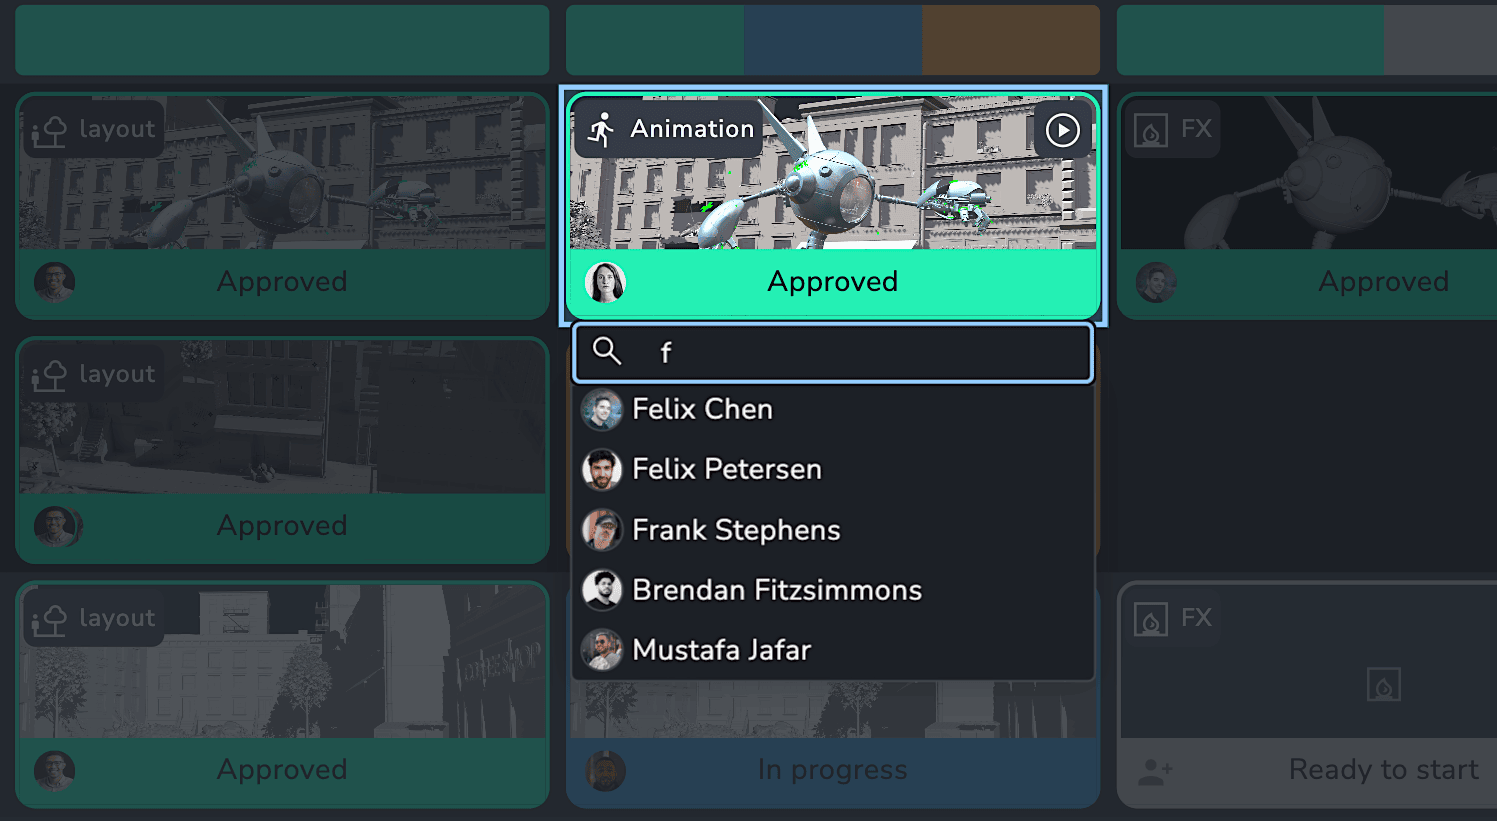 layout
Animation
FX
Approved
Approved
Approved
f
layout
Felix Chen
Felix Petersen
Frank Stephens
Approved
Brendan Fitzsimmons
Mustafa Jafar
layout
FX
Approved
In progress
Ready to start